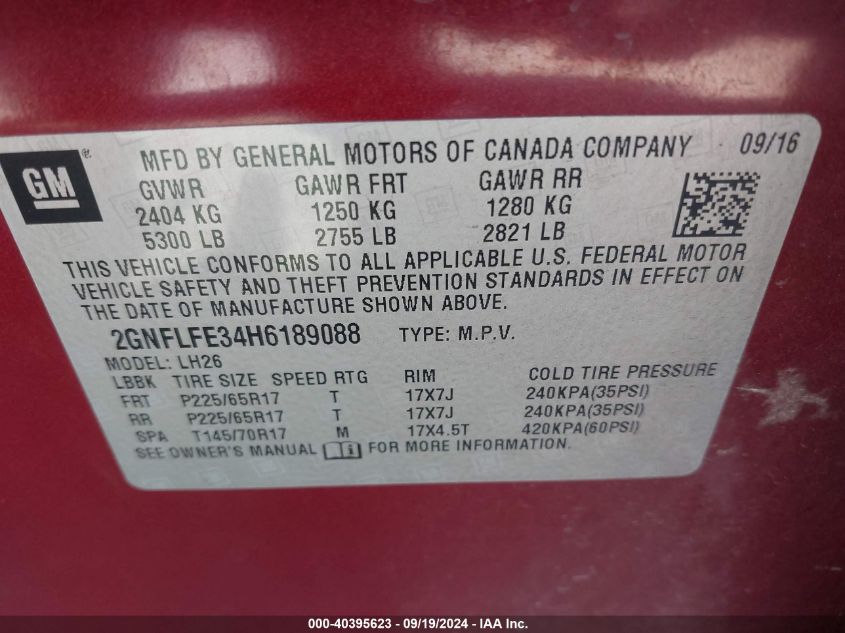 GM® MFD BY GENERAL MOTORS OF CANADA COMPANY 09/16
GVWR GAWR FRT GAWR RR
2404 KG 1250 KG 1280 KG
5300 LB 2755 LB 2821 LB
THIS VEHICLE CONFORMS TO ALL APPLICABLE U.S. FEDERAL MOTOR
VEHICLE SAFETY AND THEFT PREVENTION STANDARDS IN EFFECT ON
THE DATE OF MANUFACTURE SHOWN ABOVE.
2GNFLFE34H6189088 TYPE: M.P.V.
MODEL: LH26
LBBK TIRE SIZE SPEED RTG RIM COLD TIRE PRESSURE
FRT P225/65R17 T 17X7J 240KPA(35PSI)
RR P225/65R17 T 17X7J 240KPA(35PSI)
SPA T145/70R17 M 17X4.5T 420KPA(60PSI)
SEE OWNER'S MANUAL FOR MORE INFORMATION.
000-40395623 - 09/19/2024 - IAA Inc.